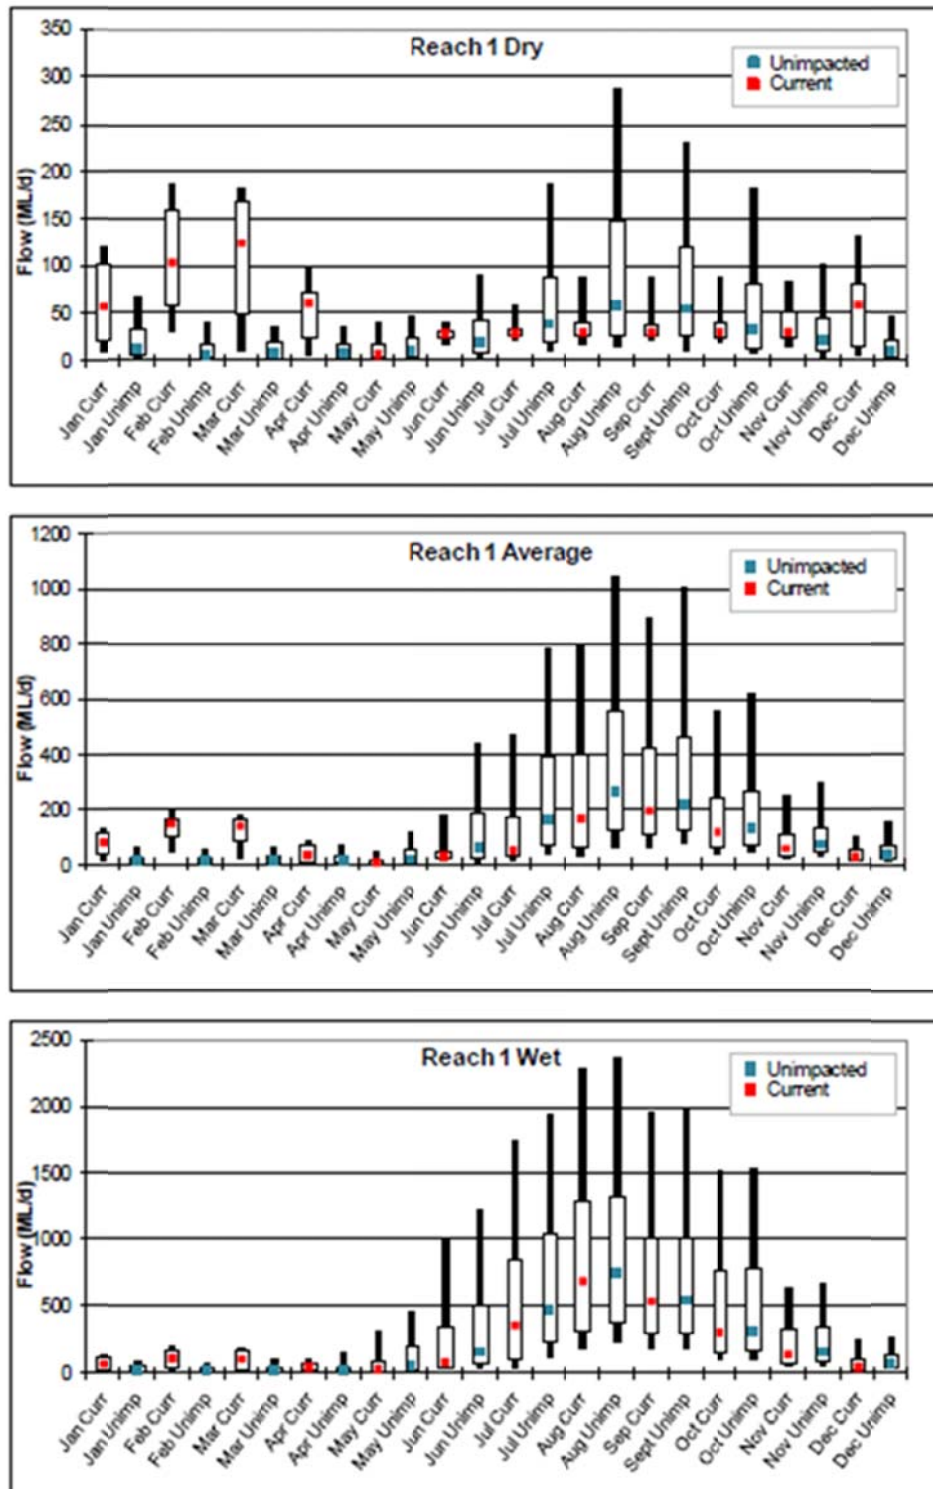 Reach 1 Dry
Unimpacted
Current
Flow (ML/d)
350
300
250
200
150
100
50
0
Jan Curr
Jan Unimp
Feb Curr
Feb Unimp
Mar Curr
Mar Unimp
Apr Curr
Apr Unimp
May Curr
May Unimp
Jun Curr
Jun Unimp
Jul Curr
Jul Unimp
Aug Curr
Aug Unimp
Sep Curr
Sept Unimp
Oct Curr
Oct Unimp
Nov Curr
Nov Unimp
Dec Curr
Dec Unimp
Reach 1 Average
Unimpacted
Current
Flow (ML/d)
1200
1000
800
600
400
200
0
Jan Curr
Jan Unimp
Feb Curr
Feb Unimp
Mar Curr
Mar Unimp
Apr Curr
Apr Unimp
May Curr
May Unimp
Jun Curr
Jun Unimp
Jul Curr
Jul Unimp
Aug Curr
Aug Unimp
Sep Curr
Sept Unimp
Oct Curr
Oct Unimp
Nov Curr
Nov Unimp
Dec Curr
Dec Unimp
Reach 1 Wet
Unimpacted
Current
Flow (ML/d)
2500
2000
1500
1000
500
0
Jan Curr
Jan Unimp
Feb Curr
Feb Unimp
Mar Curr
Mar Unimp
Apr Curr
Apr Unimp
May Curr
May Unimp
Jun Curr
Jun Unimp
Jul Curr
Jul Unimp
Aug Curr
Aug Unimp
Sep Curr
Sept Unimp
Oct Curr
Oct Unimp
Nov Curr
Nov Unimp
Dec Curr
Dec Unimp